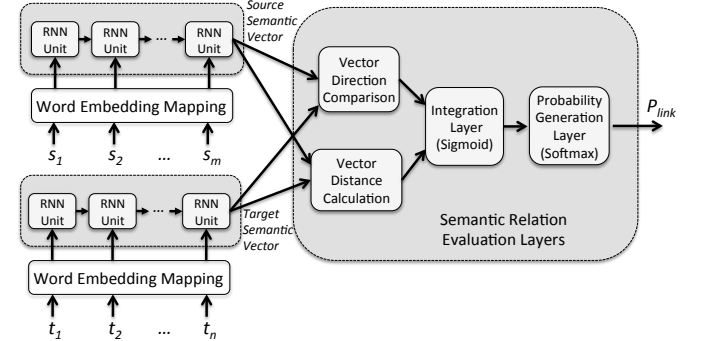 Source
Semantic
Vector
RNN
Unit
RNN
Unit
...
RNN
Unit
Word Embedding Mapping
s1 s2 ... sm
RNN
Unit
RNN
Unit
...
RNN
Unit
Target
Semantic
Vector
Word Embedding Mapping
t1 t2 ... tn
Vector
Direction
Comparison
Vector
Distance
Calculation
Integration
Layer
(Sigmoid)
Probability
Generation
Layer
(Softmax)
Plink
Semantic Relation
Evaluation Layers